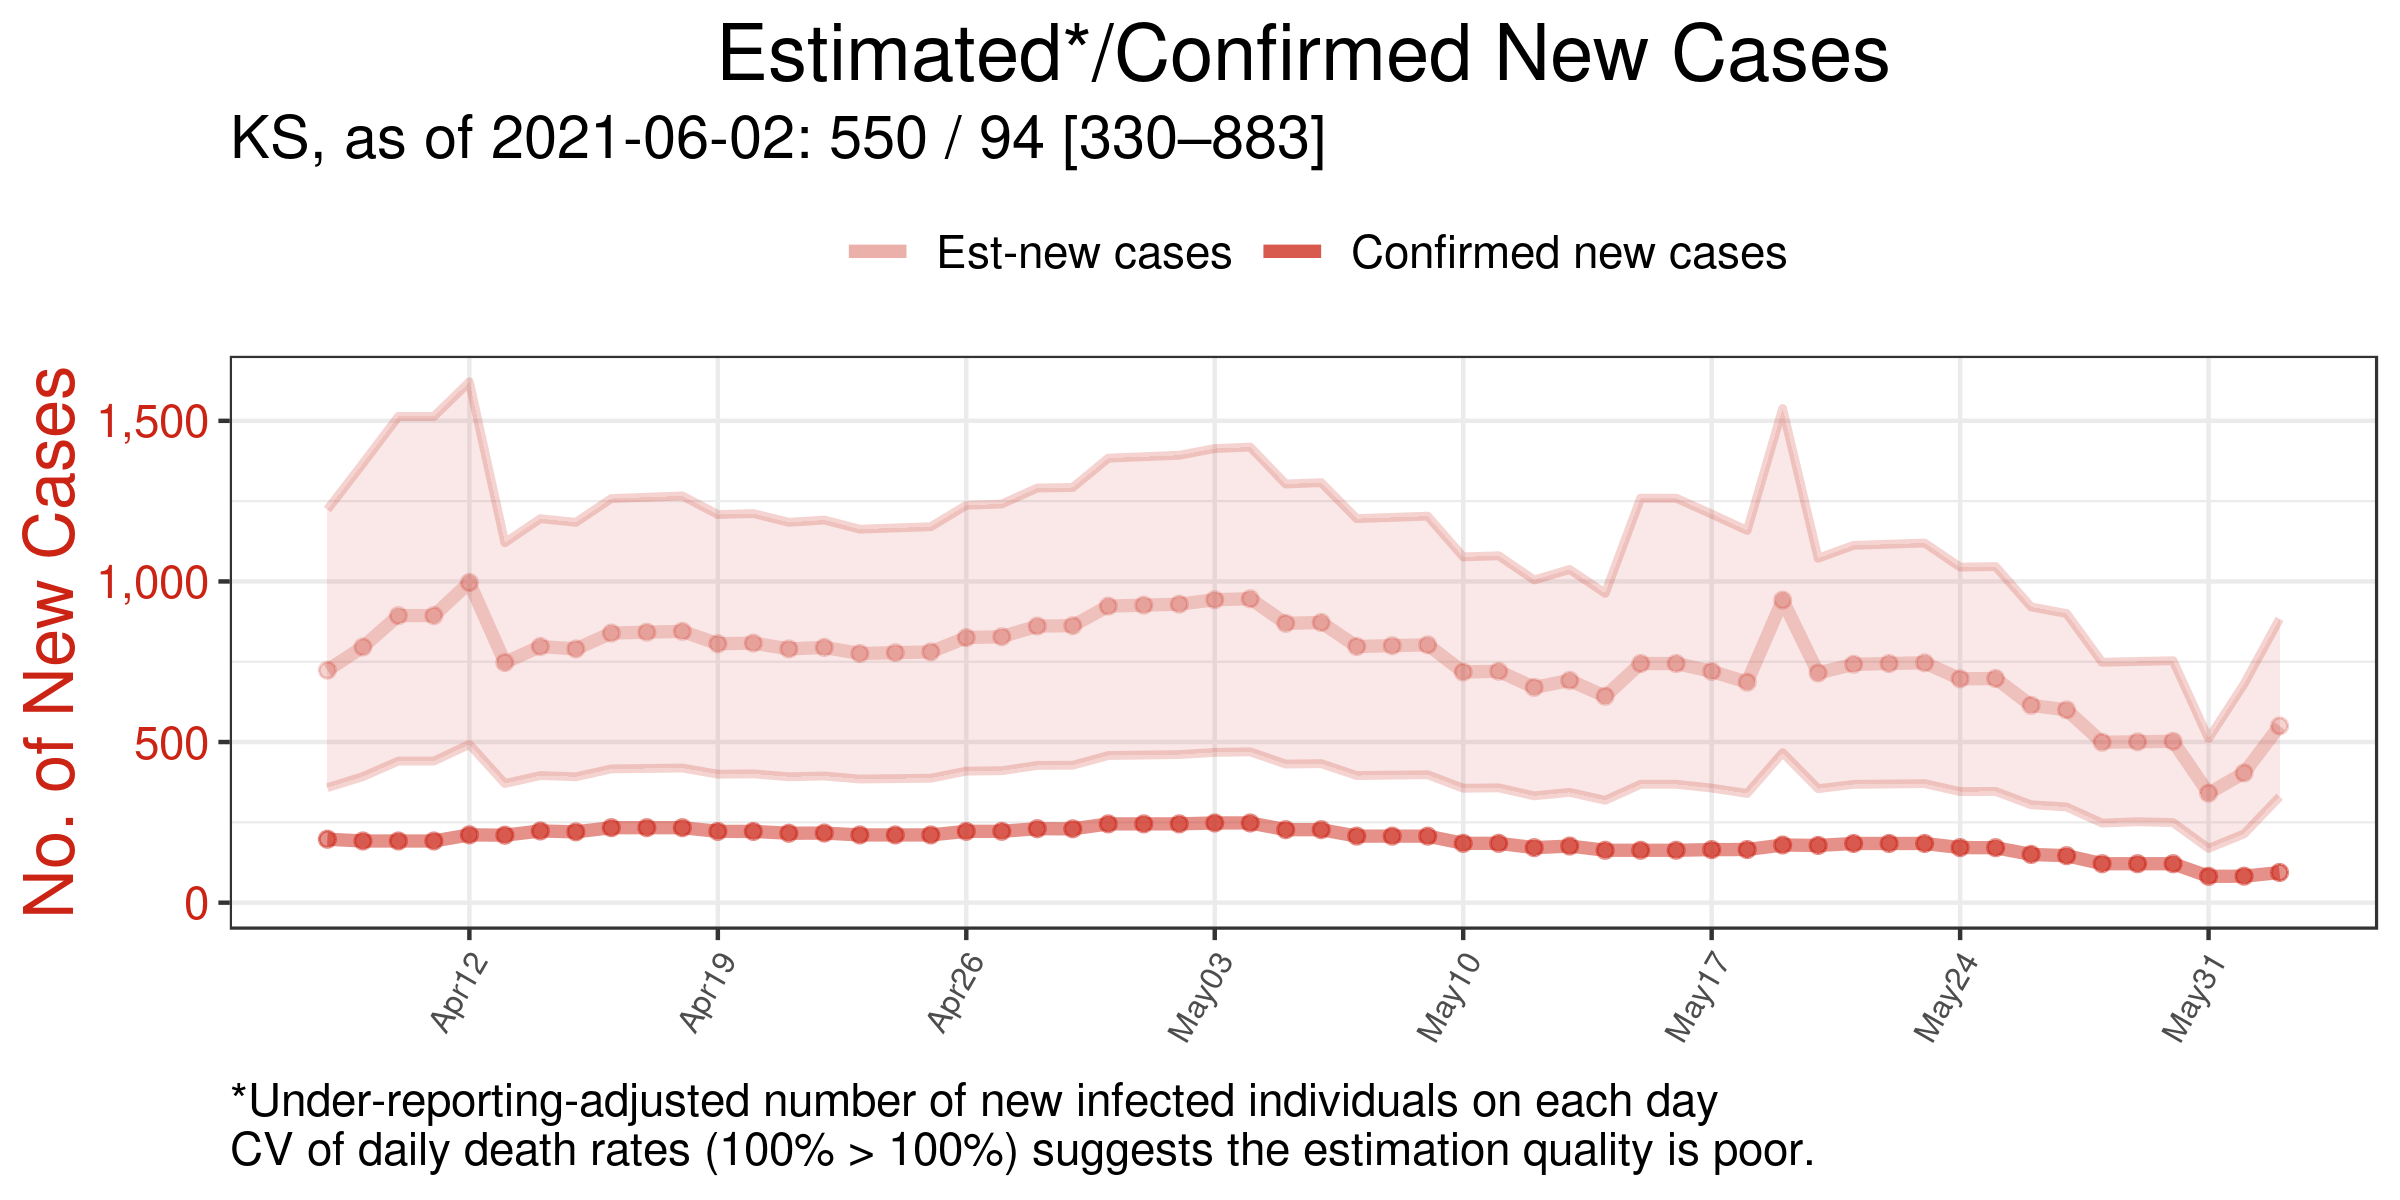 Estimated*/Confirmed New Cases
KS, as of 2021-06-02: 550 / 94 [330–883]
Est-new cases
Confirmed new cases
No. of New Cases
1,500
1,000
500
0
Apr12
Apr19
Apr26
May03
May10
May17
May24
May31
*Under-reporting-adjusted number of new infected individuals on each day
CV of daily death rates (100% > 100%) suggests the estimation quality is poor.